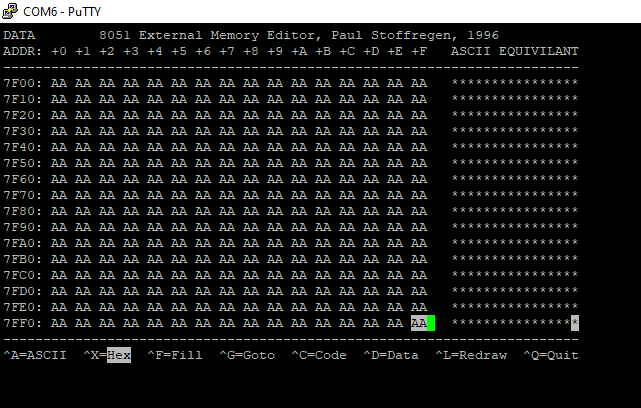 COM6 - PuTTY
DATA        8051 External Memory Editor, Paul Stoffregen, 1996
ADDR: +0 +1 +2 +3 +4 +5 +6 +7 +8 +9 +A +B +C +D +E +F   ASCII EQUIVILANT
------------------------------------------------------------------------
7F00: AA AA AA AA AA AA AA AA AA AA AA AA AA AA AA AA   ****************
7F10: AA AA AA AA AA AA AA AA AA AA AA AA AA AA AA AA   ****************
7F20: AA AA AA AA AA AA AA AA AA AA AA AA AA AA AA AA   ****************
7F30: AA AA AA AA AA AA AA AA AA AA AA AA AA AA AA AA   ****************
7F40: AA AA AA AA AA AA AA AA AA AA AA AA AA AA AA AA   ****************
7F50: AA AA AA AA AA AA AA AA AA AA AA AA AA AA AA AA   ****************
7F60: AA AA AA AA AA AA AA AA AA AA AA AA AA AA AA AA   ****************
7F70: AA AA AA AA AA AA AA AA AA AA AA AA AA AA AA AA   ****************
7F80: AA AA AA AA AA AA AA AA AA AA AA AA AA AA AA AA   ****************
7F90: AA AA AA AA AA AA AA AA AA AA AA AA AA AA AA AA   ****************
7FA0: AA AA AA AA AA AA AA AA AA AA AA AA AA AA AA AA   ****************
7FB0: AA AA AA AA AA AA AA AA AA AA AA AA AA AA AA AA   ****************
7FC0: AA AA AA AA AA AA AA AA AA AA AA AA AA AA AA AA   ****************
7FD0: AA AA AA AA AA AA AA AA AA AA AA AA AA AA AA AA   ****************
7FE0: AA AA AA AA AA AA AA AA AA AA AA AA AA AA AA AA   ****************
7FF0: AA AA AA AA AA AA AA AA AA AA AA AA AA AA AA AA   ****************
------------------------------------------------------------------------
^A=ASCII  ^X=Hex  ^F=Fill  ^G=Goto  ^C=Code  ^D=Data  ^L=Redraw  ^Q=Quit